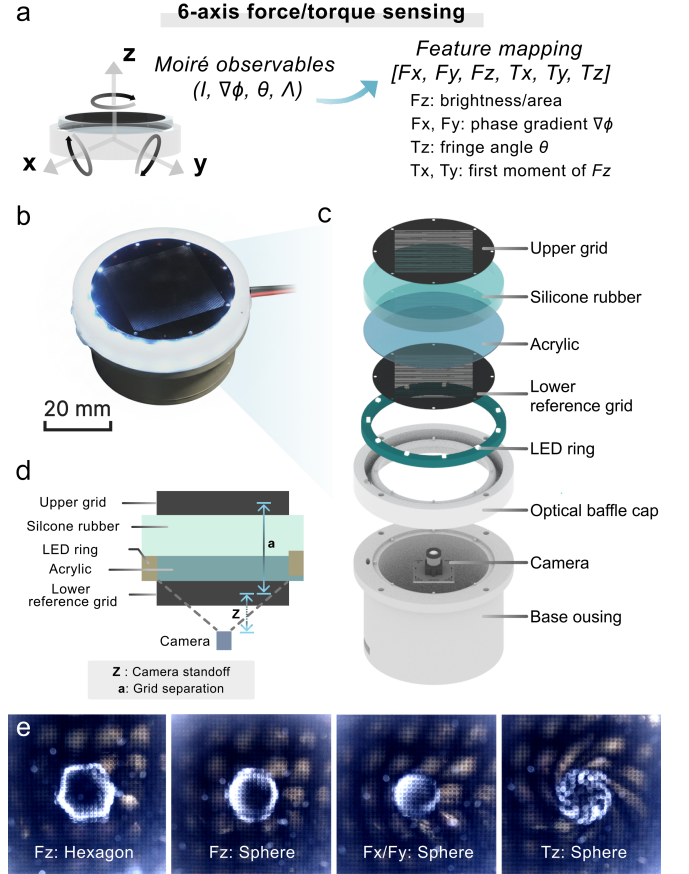 a
6-axis force/torque sensing
z
x
y
Moiré observables
(I, ∇ϕ, θ, Λ)
Feature mapping
[Fx, Fy, Fz, Tx, Ty, Tz]
Fz: brightness/area
Fx, Fy: phase gradient ∇ϕ
Tz: fringe angle θ
Tx, Ty: first moment of Fz
b
20 mm
c
Upper grid
Silicone rubber
Acrylic
Lower
reference grid
LED ring
Optical baffle cap
Camera
Base ousing
d
Upper grid
Silcone rubber
LED ring
Acrylic
Lower
reference grid
Camera
a
Z
Z : Camera standoff
a: Grid separation
e
Fz: Hexagon
Fz: Sphere
Fx/Fy: Sphere
Tz: Sphere